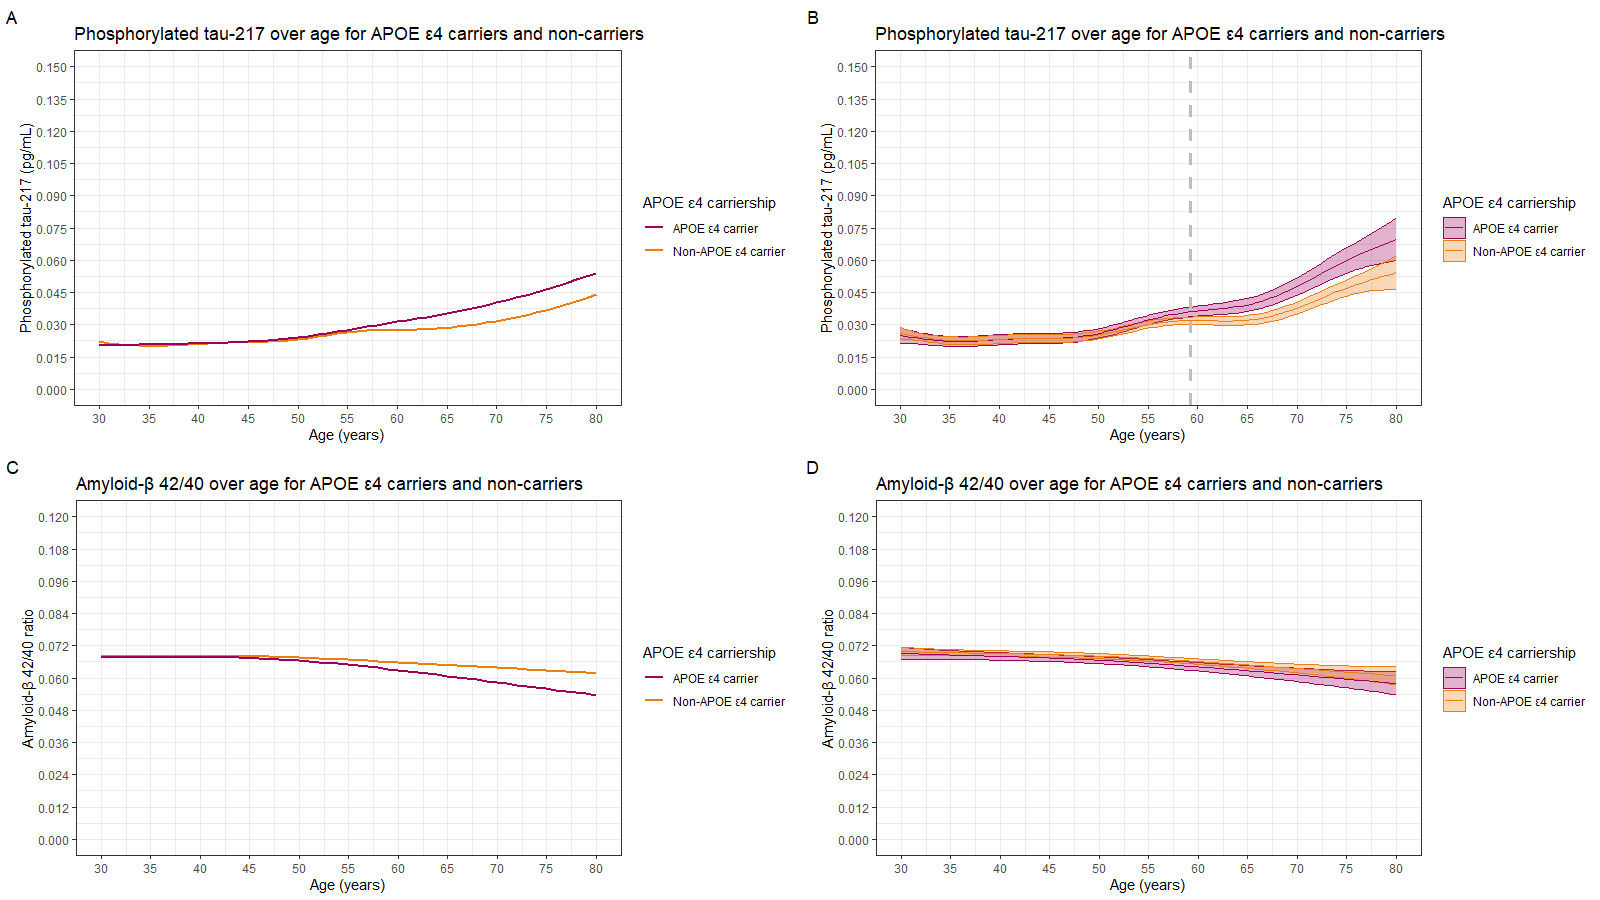 A
Phosphorylated tau-217 over age for APOE ε4 carriers and non-carriers
Phosphorylated tau-217 (pg/mL)
0.150
0.135
0.120
0.105
0.090
0.075
0.060
0.045
0.030
0.015
0.000
30 35 40 45 50 55 60 65 70 75 80
Age (years)
APOE ε4 carriership
APOE ε4 carrier
Non-APOE ε4 carrier
B
Phosphorylated tau-217 over age for APOE ε4 carriers and non-carriers
Phosphorylated tau-217 (pg/mL)
0.150
0.135
0.120
0.105
0.090
0.075
0.060
0.045
0.030
0.015
0.000
30 35 40 45 50 55 60 65 70 75 80
Age (years)
APOE ε4 carriership
APOE ε4 carrier
Non-APOE ε4 carrier
C
Amyloid-β 42/40 over age for APOE ε4 carriers and non-carriers
Amyloid-β 42/40 ratio
0.120
0.108
0.096
0.084
0.072
0.060
0.048
0.036
0.024
0.012
0.000
30 35 40 45 50 55 60 65 70 75 80
Age (years)
APOE ε4 carriership
APOE ε4 carrier
Non-APOE ε4 carrier
D
Amyloid-β 42/40 over age for APOE ε4 carriers and non-carriers
Amyloid-β 42/40 ratio
0.120
0.108
0.096
0.084
0.072
0.060
0.048
0.036
0.024
0.012
0.000
30 35 40 45 50 55 60 65 70 75 80
Age (years)
APOE ε4 carriership
APOE ε4 carrier
Non-APOE ε4 carrier